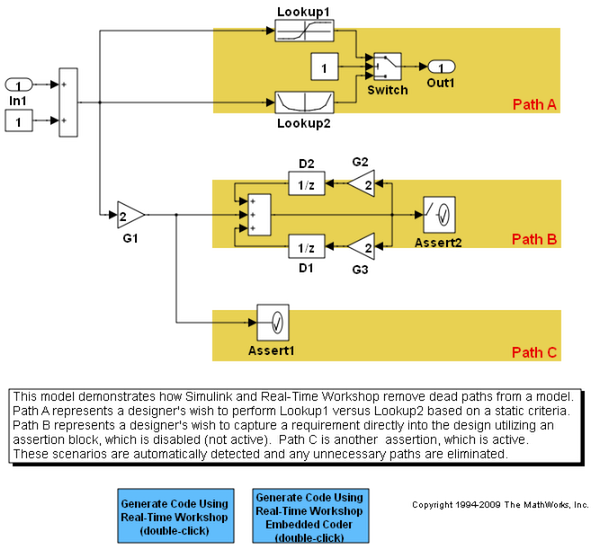 Lookup1
1
Switch
1
Out1
1
In1
1
Lookup2
Path A
D2
G2
1/z
2
2
G1
Assert2
1/z
2
D1
G3
Path B
Assert1
Path C
This model demonstrates how Simulink and Real-Time Workshop remove dead paths from a model.
Path A represents a designer's wish to perform Lookup1 versus Lookup2 based on a static criteria.
Path B represents a designer's wish to capture a requirement directly into the design utilizing an
assertion block, which is disabled (not active).  Path C is another  assertion, which is active.
These scenarios are automatically detected and any unnecessary paths are eliminated.
Generate Code Using
Real-Time Workshop
(double-click)
Generate Code Using
Real-Time Workshop
Embedded Coder
(double-click)
Copyright 1994-2009 The MathWorks, Inc.